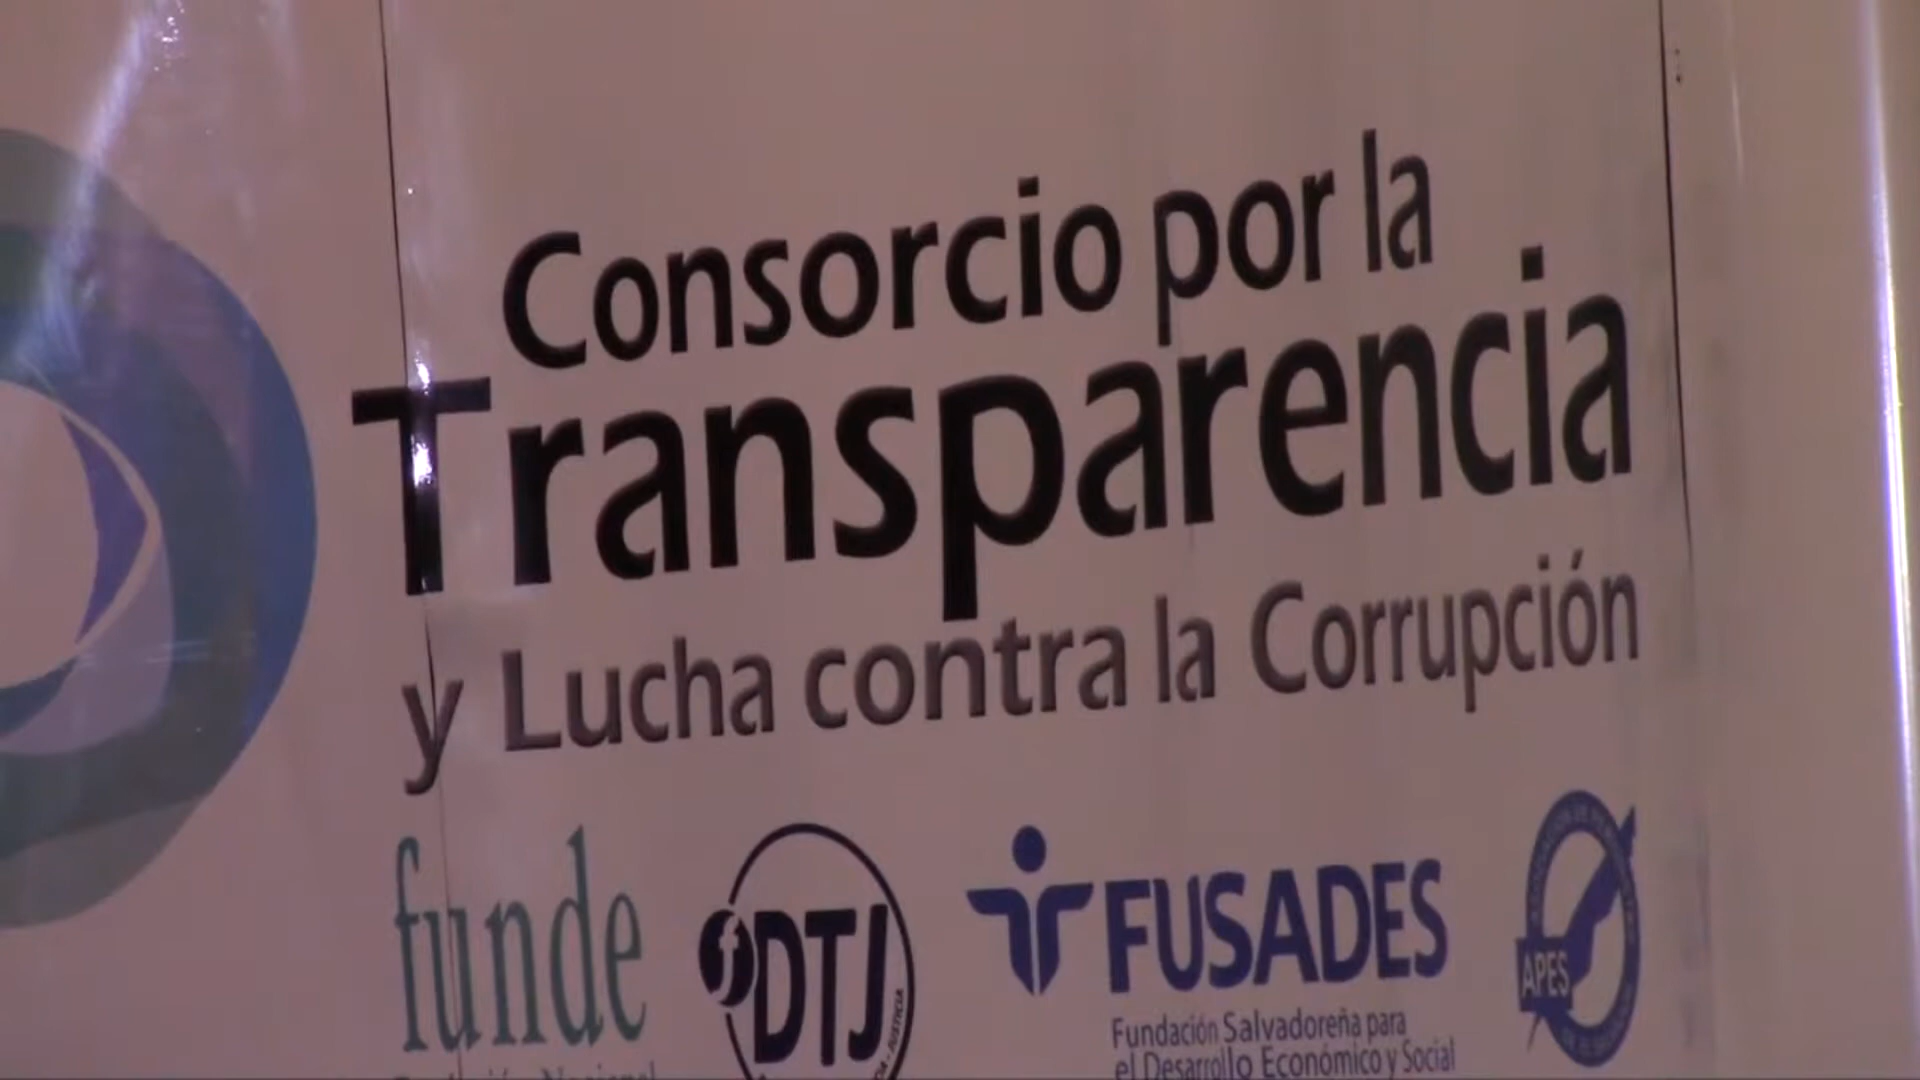 Consorcio por la
Transparencia
y Lucha contra la Corrupción
funde
DTJ
FUSADES
Fundación Salvadoreña para
el Desarrollo Económico y Social
APES